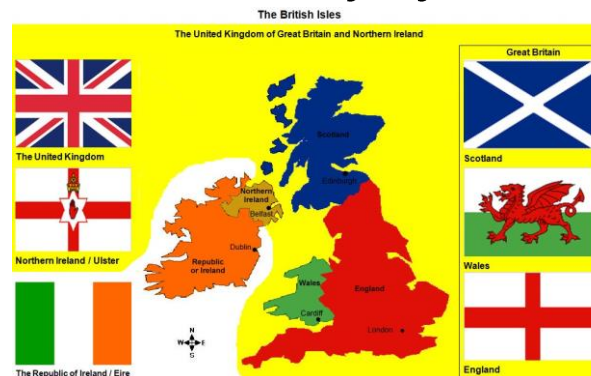 The British Isles
The United Kingdom of Great Britain and Northern Ireland
Great Britain
The United Kingdom
Northern Ireland / Ulster
The Republic of Ireland / Eire
Scotland
Edinburgh
Northern
Ireland
Belfast
Dublin
Republic
or Ireland
Wales
Cardiff
England
London
N
W E
S
Scotland
Wales
England